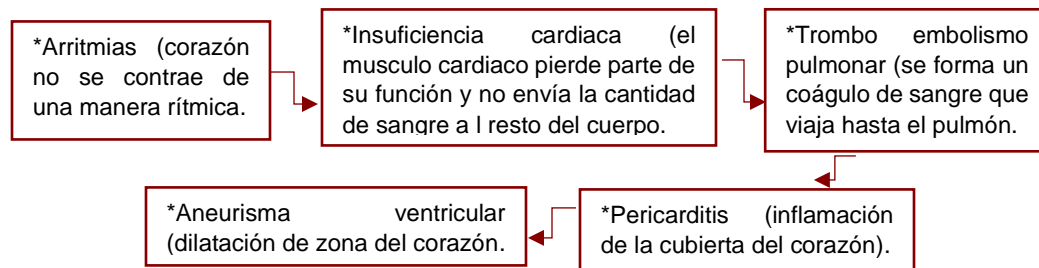 *Arritmias (corazón
no se contrae de
una manera rítmica.
*Insuficiencia cardiaca (el
musculo cardiaco pierde parte de
su función y no envía la cantidad
de sangre a l resto del cuerpo.
*Trombo embolismo
pulmonar (se forma un
coágulo de sangre que
viaja hasta el pulmón.
*Aneurisma ventricular
(dilatación de zona del corazón.
*Pericarditis (inflamación
de la cubierta del corazón).